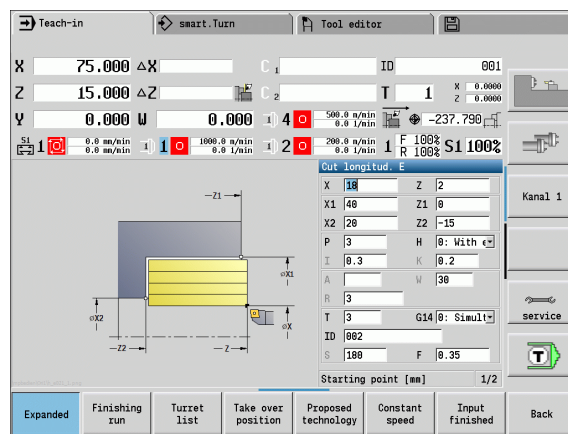 Teach-in smart.Turn Tool editor
X 75.000 ΔX C 1 ID 001
Z 15.000 ΔZ C 2 T 1 X 0.0000 Z 0.0000
Y 0.000 W 0.000 4 500.0 m/min 0.0 1/min -237.790
S1 1 0.0 mm/min 0.0 mm/min 1 1000.0 m/min 0.0 1/min 2 200.0 m/min 0.0 1/min 1 F 100% R 100% S1 100%
Cut longitud. E
X 18 Z 2
X1 40 Z1 0
X2 20 Z2 -15
P 3 H 0: With e
I 0.3 K 0.2
A W 30
R 3
T 3 G14 0: Simult
ID 002
S 180 F 0.35
Starting point [mm] 1/2
Z1
øX1
øX2
øX
Z2
Z
Kanal 1
service
T
Expanded
Finishing run
Turret list
Take over position
Proposed technology
Constant speed
Input finished
Back